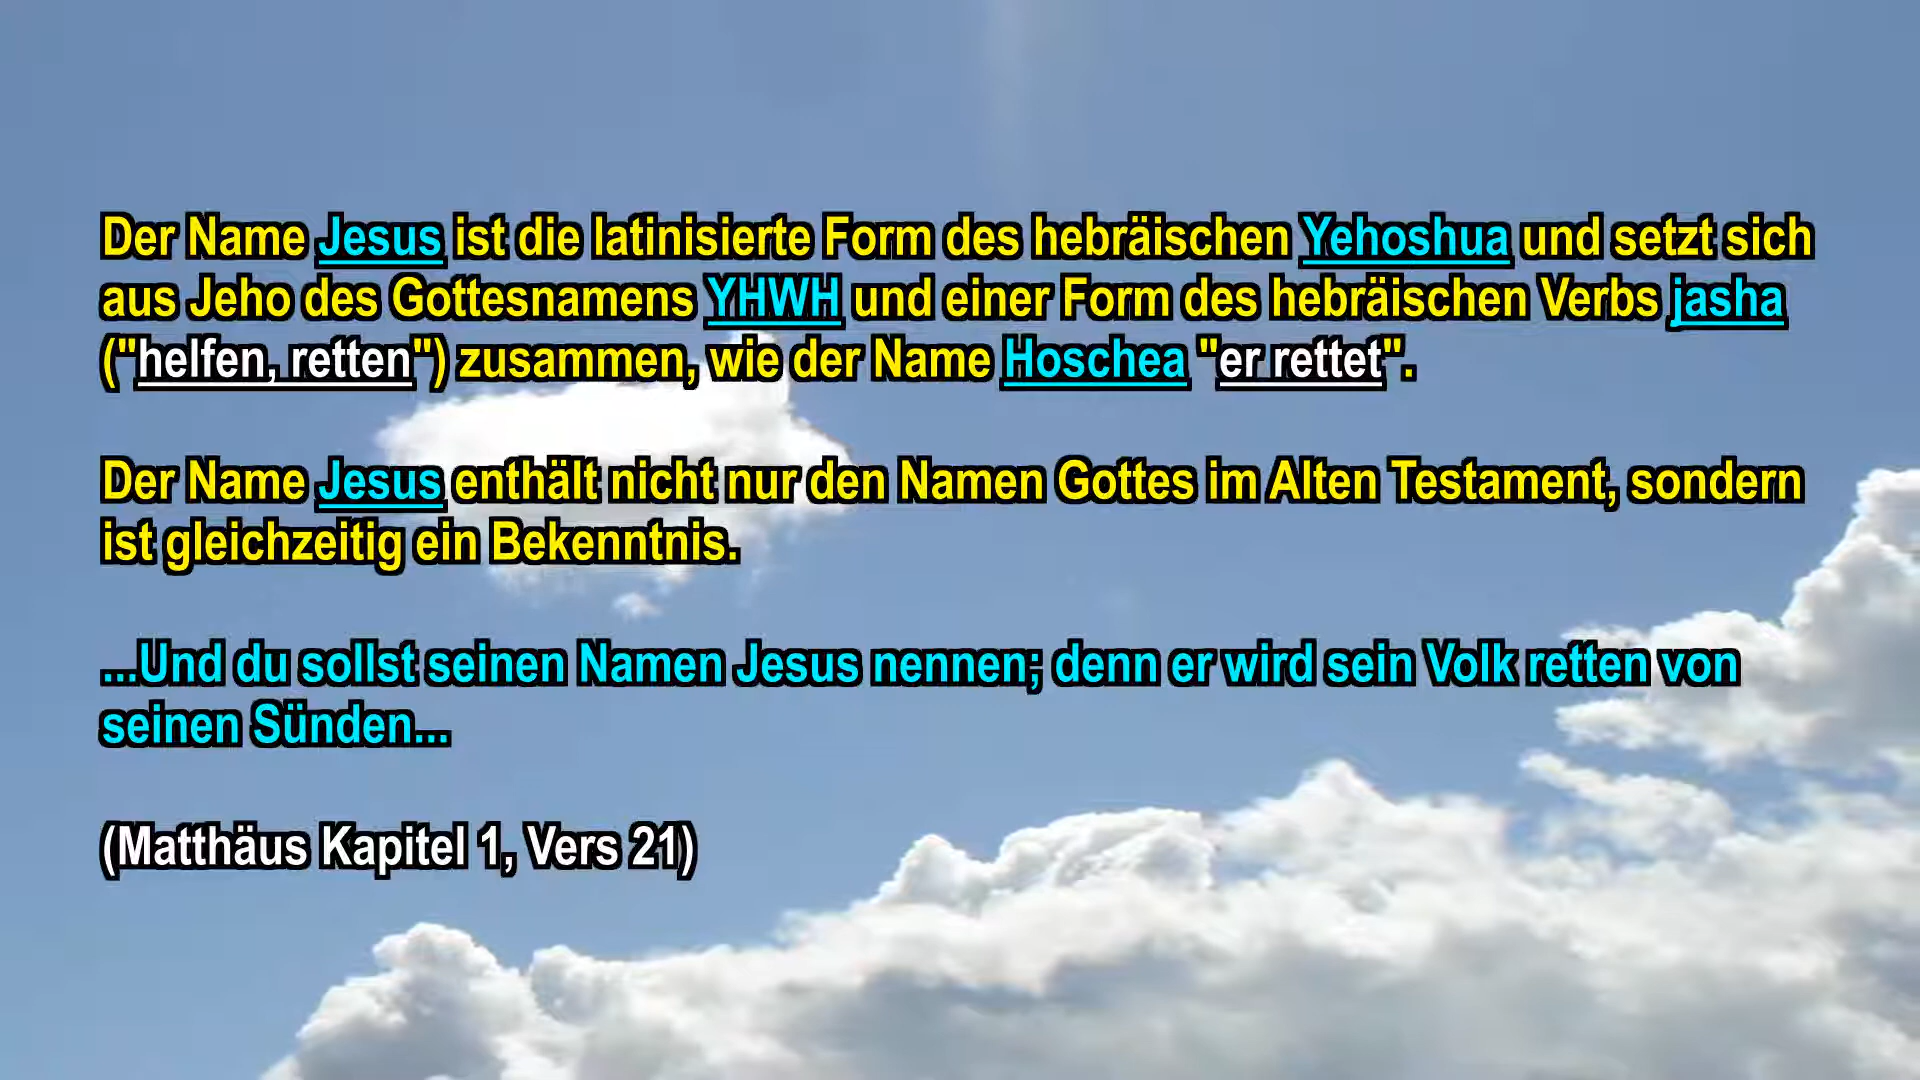 Der Name Jesus ist die latinisierte Form des hebräischen Yehoshua und setzt sich
aus Jeho des Gottesnamens YHWH und einer Form des hebräischen Verbs jasha
("helfen, retten") zusammen, wie der Name Hoschea "er rettet".
Der Name Jesus enthält nicht nur den Namen Gottes im Alten Testament, sondern
ist gleichzeitig ein Bekenntnis.
...Und du sollst seinen Namen Jesus nennen; denn er wird sein Volk retten von
seinen Sünden...
(Matthäus Kapitel 1, Vers 21)